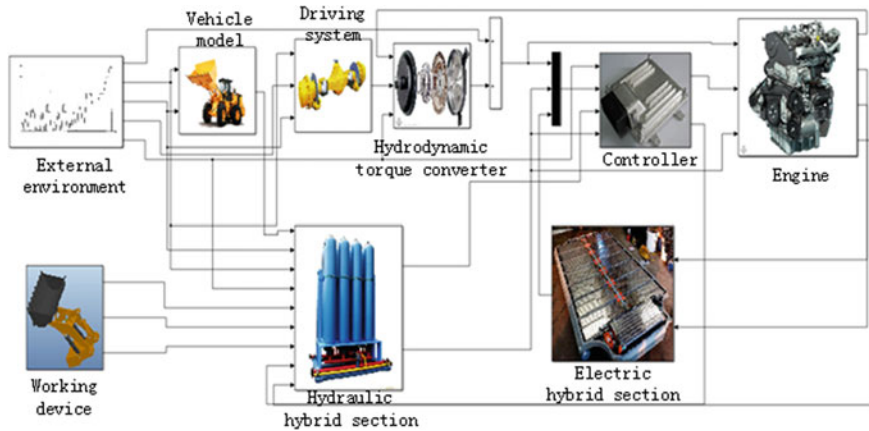 Vehicle
model
Driving
system
External
environment
Hydrodynamic
torque converter
Controller
Engine
Working
device
Hydraulic
hybrid section
Electric
hybrid section